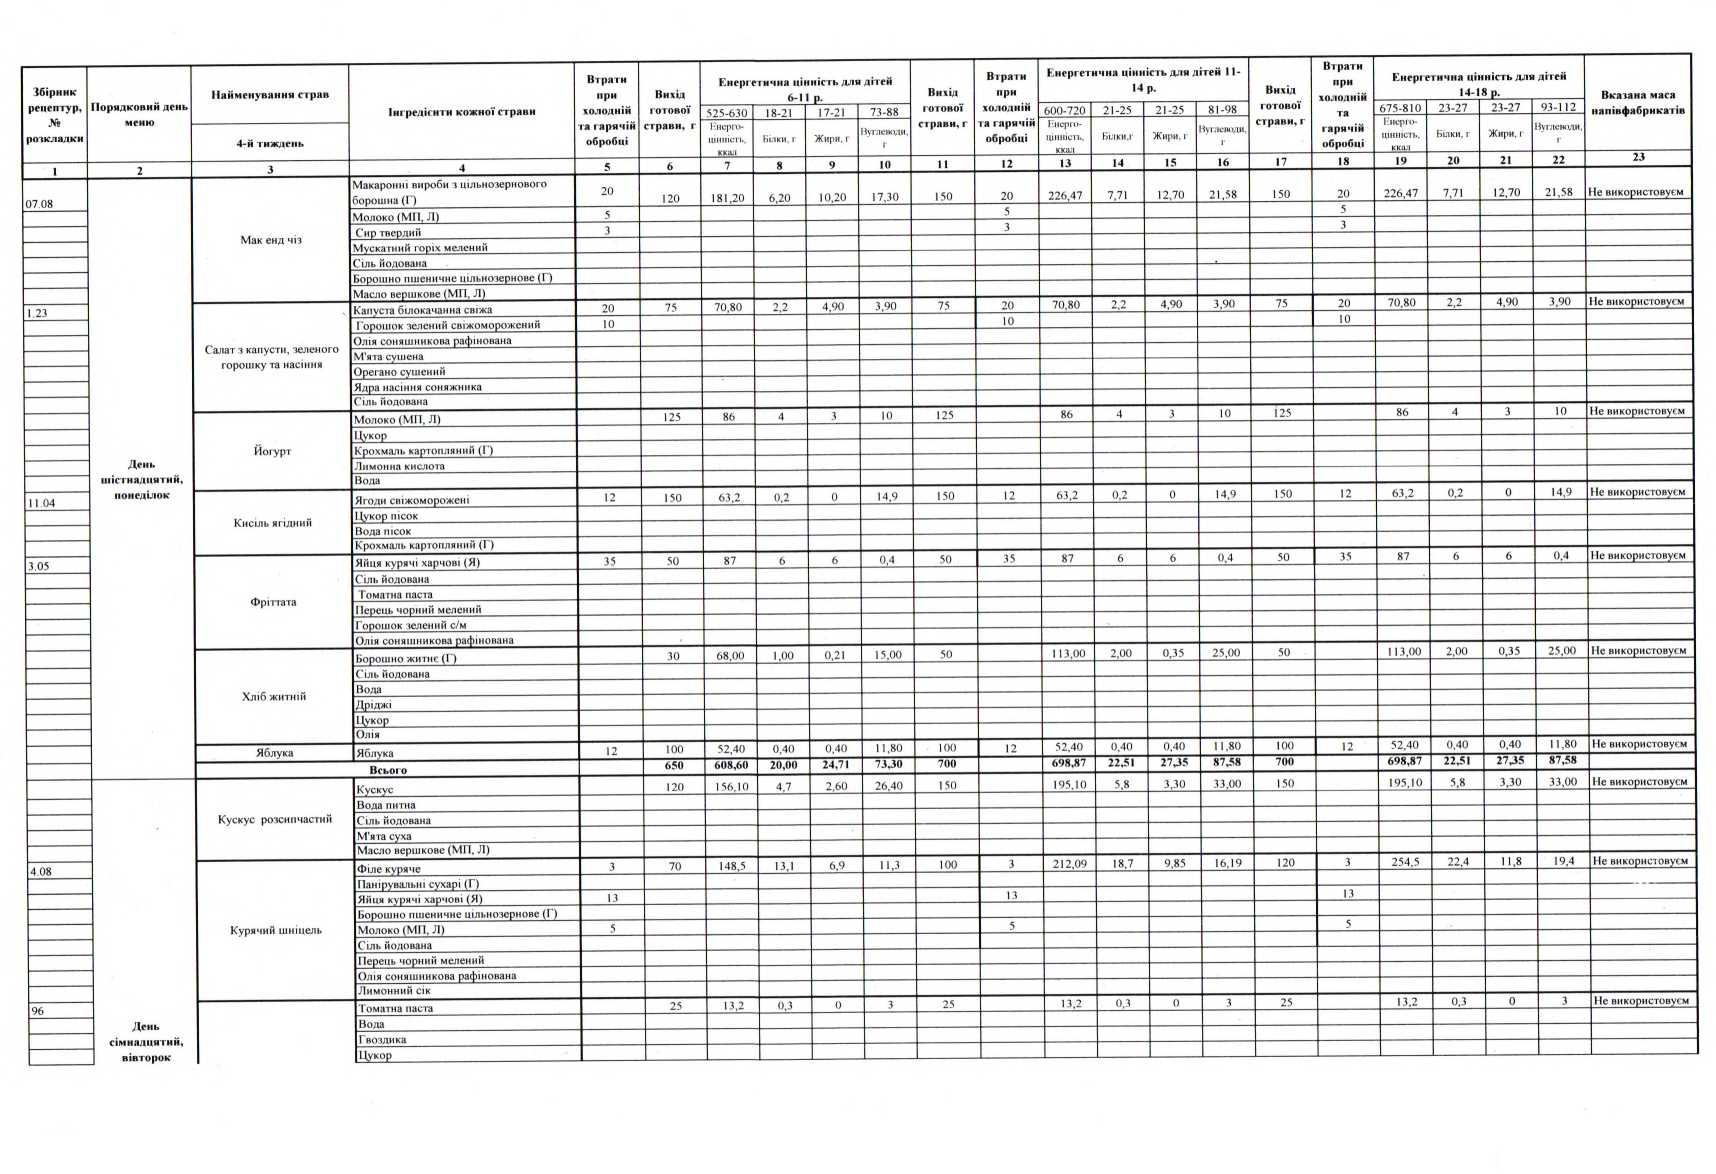 Збірник рецептур, № розкладки
Порядковий день меню
Найменування страв
4-й тиждень
Інгредієнти кожної страви
Втрати при холодній та гарячій обробці
Вихід готової страви, г
Енергетична цінність для дітей 6-11 р.
525-630 18-21 17-21 73-88
Енерго-цінність, ккал Білки, г Жири, г Вуглеводи, г
Вихід готової страви, г
Втрати при холодній та гарячій обробці
Енергетична цінність для дітей 11-14 р.
600-720 21-25 21-25 81-98
Енерго-цінність, ккал Білки,г Жири, г Вуглеводи, г
Вихід готової страви, г
Втрати при холодній та гарячій обробці
Енергетична цінність для дітей 14-18 р.
675-810 23-27 23-27 93-112
Енерго-цінність, ккал Білки, г Жири, г Вуглеводи, г
Вказана маса напівфабрикатів
1 2 3 4 5 6 7 8 9 10 11 12 13 14 15 16 17 18 19 20 21 22 23
День шістнадцятий, понеділок
07.08 Мак енд чіз
Макаронні вироби з цільнозернового борошна (Г) 20 120 181,20 6,20 10,20 17,30 150 20 226,47 7,71 12,70 21,58 150 20 226,47 7,71 12,70 21,58 Не використовуєм
Молоко (МП, Л) 5 5 5
Сир твердий 3 3 3
Мускатний горіх мелений
Сіль йодована
Борошно пшеничне цільнозернове (Г)
Масло вершкове (МП, Л)
1.23 Салат з капусти, зеленого горошку та насіння
Капуста білокачанна свіжа 20 75 70,80 2,2 4,90 3,90 75 20 70,80 2,2 4,90 3,90 75 20 70,80 2,2 4,90 3,90 Не використовуєм
Горошок зелений свіжоморожений 10 10 10
Олія соняшникова рафінована
М'ята сушена
Орегано сушений
Ядра насіння соняжника
Сіль йодована
Йогурт
Молоко (МП, Л) 125 86 4 3 10 125 86 4 3 10 125 86 4 3 10 Не використовуєм
Цукор
Крохмаль картопляний (Г)
Лимонна кислота
Вода
11.04 Кисіль ягідний
Ягоди свіжоморожені 12 150 63,2 0,2 0 14,9 150 12 63,2 0,2 0 14,9 150 12 63,2 0,2 0 14,9 Не використовуєм
Цукор пісок
Вода пісок
Крохмаль картопляний (Г)
3.05 Фріттата
Яйця курячі харчові (Я) 35 50 87 6 6 0,4 50 35 87 6 6 0,4 50 35 87 6 6 0,4 Не використовуєм
Сіль йодована
Томатна паста
Перець чорний мелений
Горошок зелений с/м
Олія соняшникова рафінована
Хліб житній
Борошно житнє (Г) 30 68,00 1,00 0,21 15,00 50 113,00 2,00 0,35 25,00 50 113,00 2,00 0,35 25,00 Не використовуєм
Сіль йодована
Вода
Дріджі
Цукор
Олія
Яблука Яблука 12 100 52,40 0,40 0,40 11,80 100 12 52,40 0,40 0,40 11,80 100 12 52,40 0,40 0,40 11,80 Не використовуєм
Всього 650 608,60 20,00 24,71 73,30 700 698,87 22,51 27,35 87,58 700 698,87 22,51 27,35 87,58
День сімнадцятий, вівторок
Кускус розсипчастий
Кускус 120 156,10 4,7 2,60 26,40 150 195,10 5,8 3,30 33,00 150 195,10 5,8 3,30 33,00 Не використовуєм
Вода питна
Сіль йодована
М'ята суха
Масло вершкове (МП, Л)
4.08 Курячий шніцель
Філе куряче 3 70 148,5 13,1 6,9 11,3 100 3 212,09 18,7 9,85 16,19 120 3 254,5 22,4 11,8 19,4 Не використовуєм
Панірувальні сухарі (Г)
Яйця курячі харчові (Я) 13 13 13
Борошно пшеничне цільнозернове (Г)
Молоко (МП, Л) 5 5 5
Сіль йодована
Перець чорний мелений
Олія соняшникова рафінована
Лимонний сік
96 Томатна паста 25 13,2 0,3 0 3 25 13,2 0,3 0 3 25 13,2 0,3 0 3 Не використовуєм
Вода
Гвоздика
Цукор